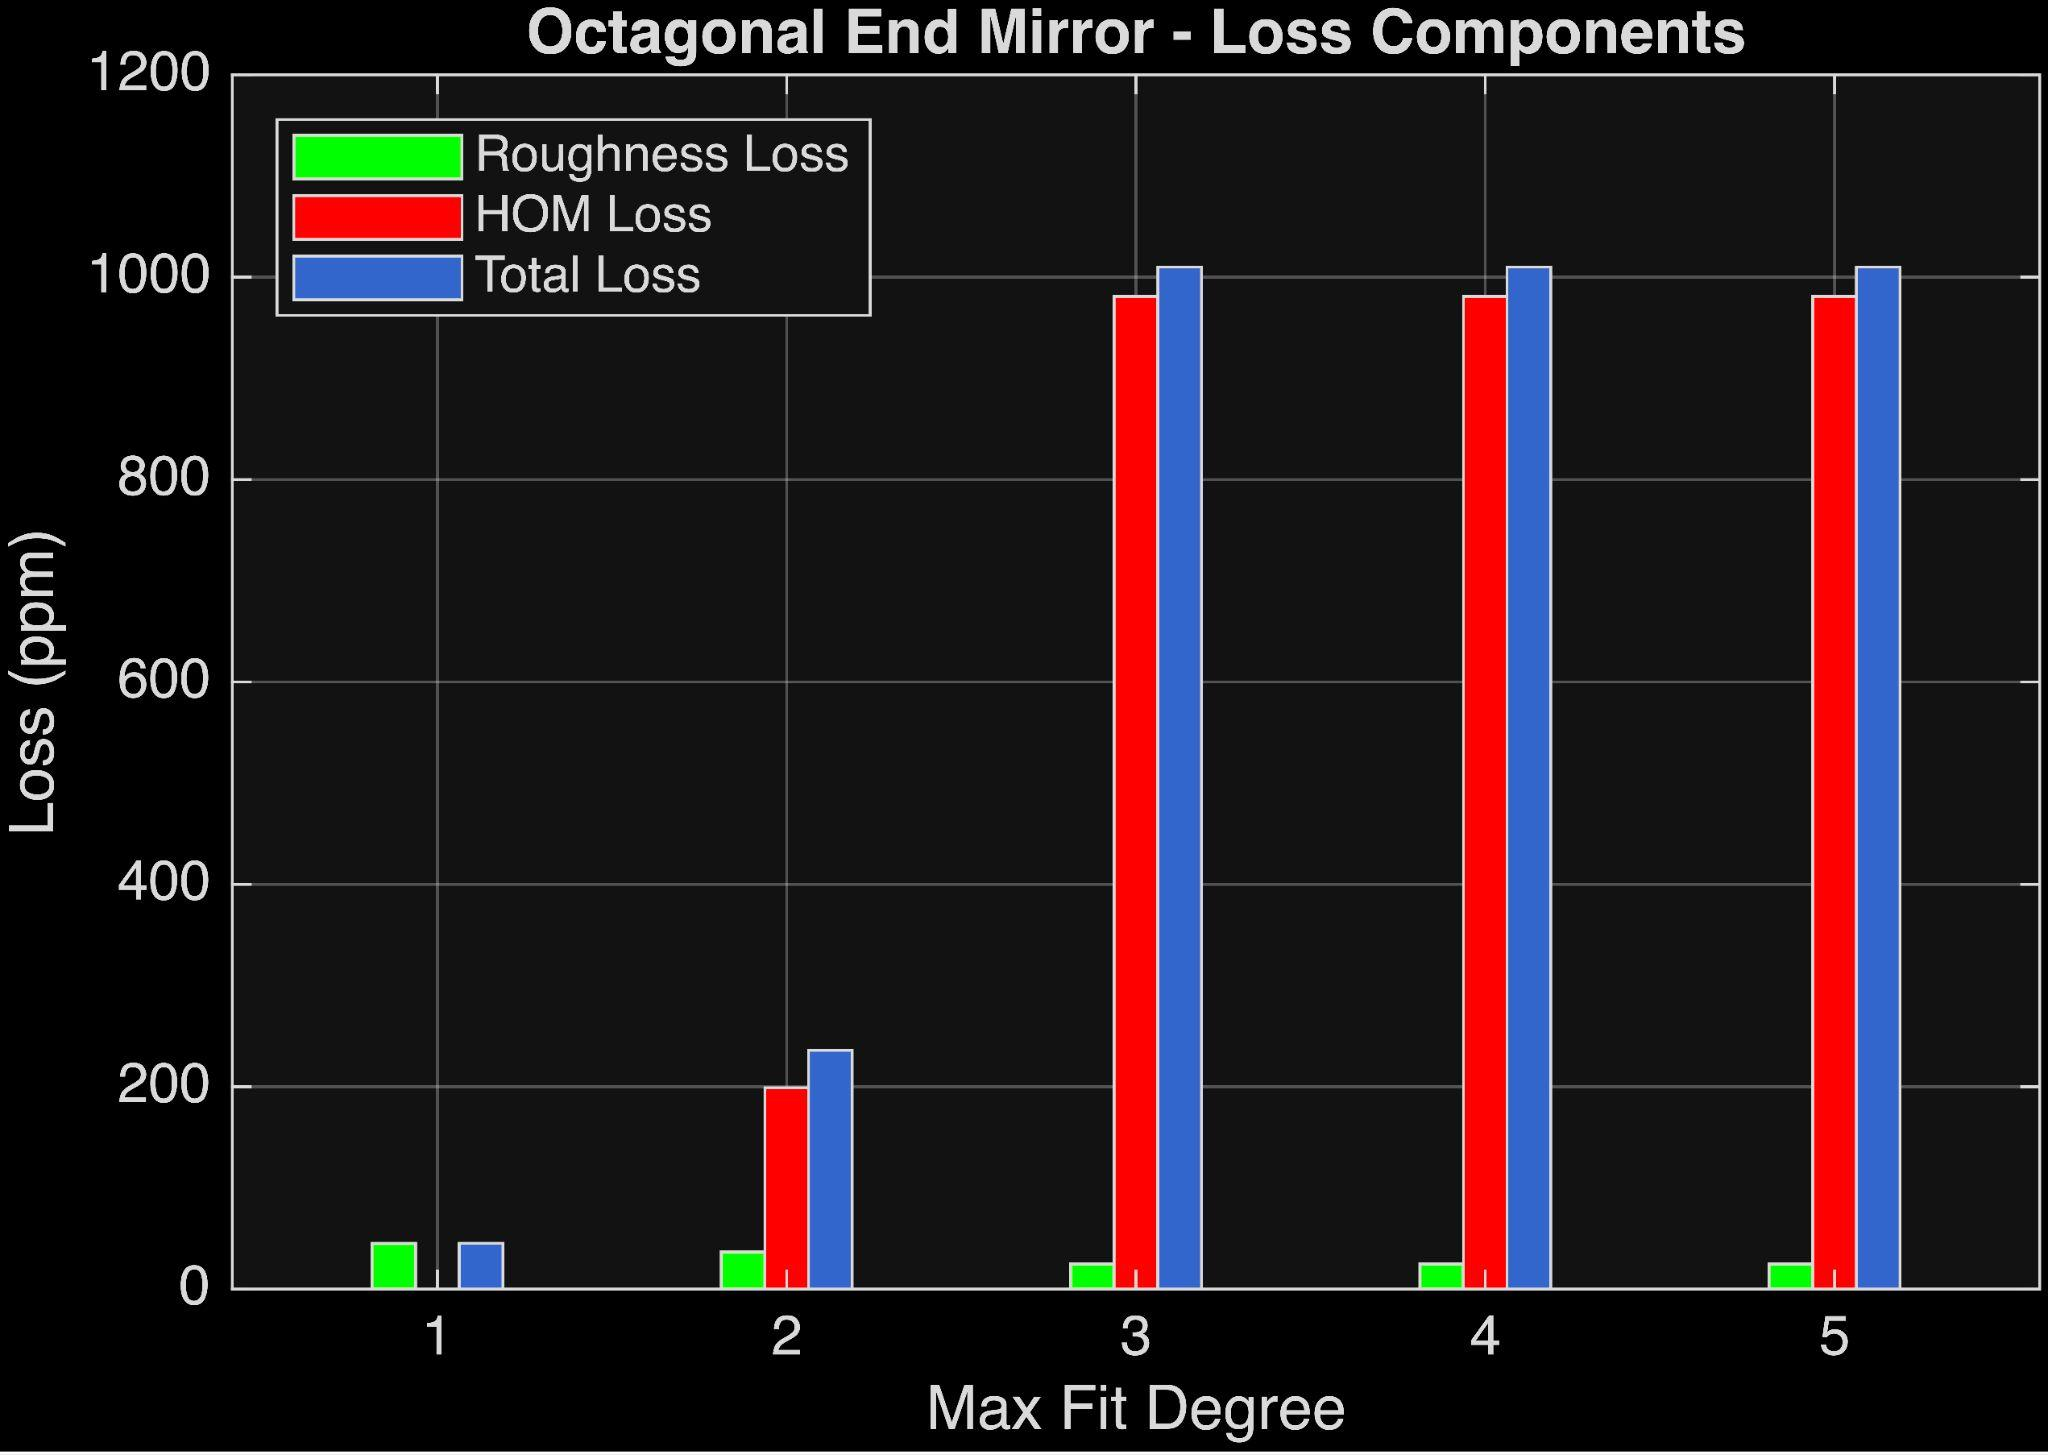 Octagonal End Mirror - Loss Components
1200
1000
800
600
400
200
0
Loss (ppm)
Roughness Loss
HOM Loss
Total Loss
1 2 3 4 5
Max Fit Degree